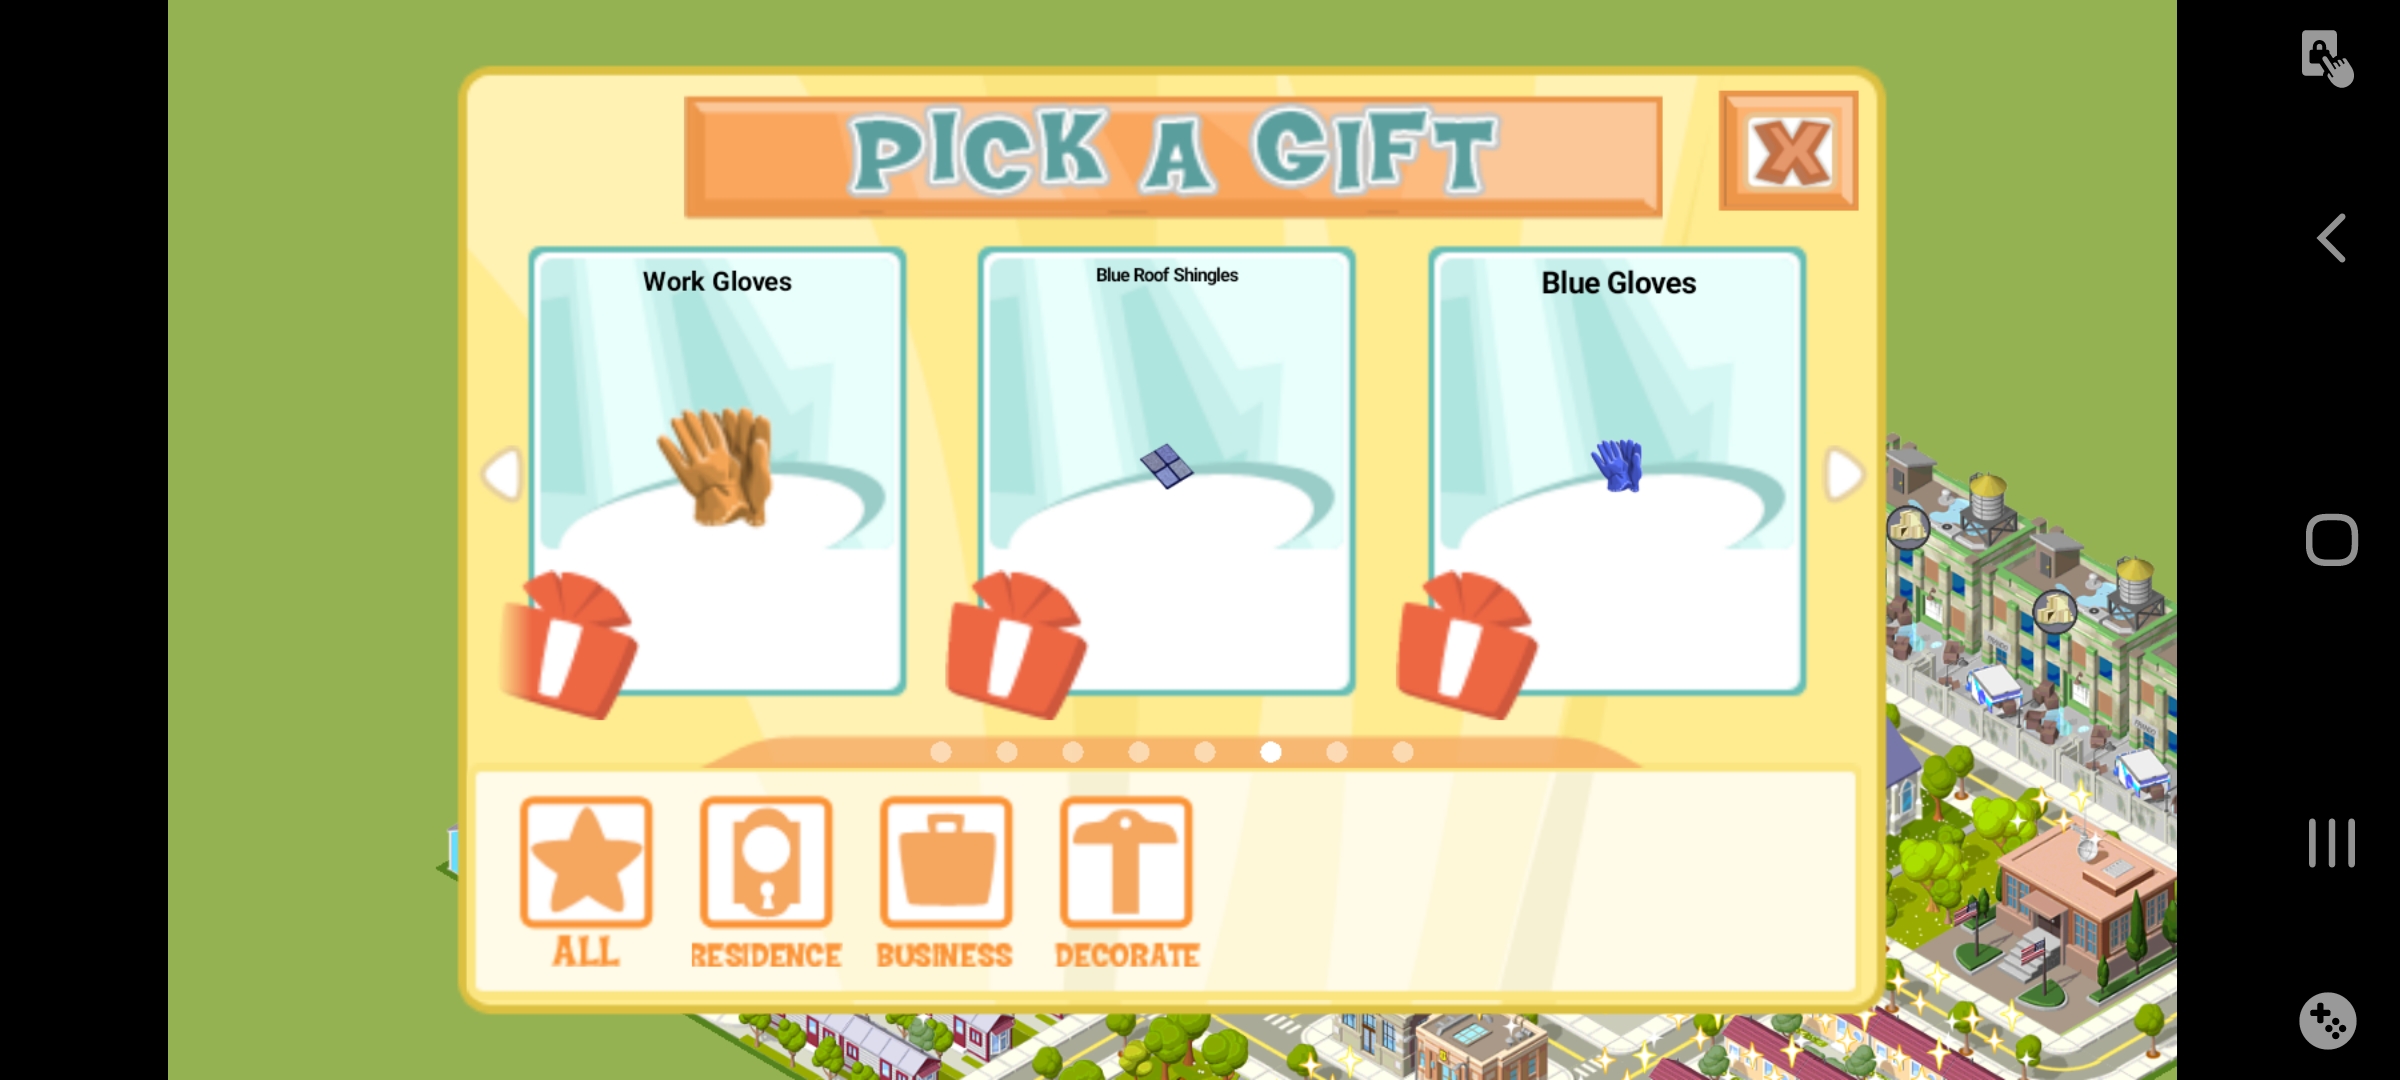 PICK A GIFT
X
Work Gloves
Blue Roof Shingles
Blue Gloves
ALL
RESIDENCE
BUSINESS
DECORATE